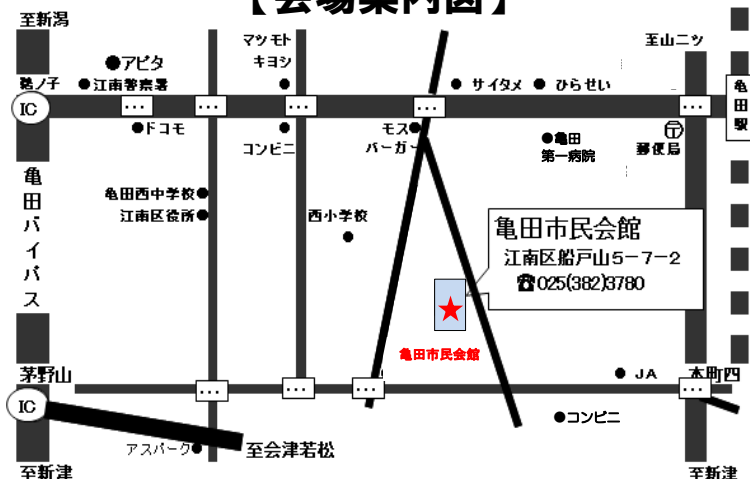 【会場案内図】
至新潟
マツモト
キヨシ
至山二ツ
アピタ
鵜ノ子
江南警察署
サイタメ
ひらせい
亀田駅
IC
ドコモ
コンビニ
モス
バーガー
亀田
第一病院
郵便局
亀田バイパス
亀田西中学校
江南区役所
西小学校
亀田市民会館
江南区船戸山5-7-2
☎025(382)3780
亀田市民会館
茅野山
JA
本町四
IC
コンビニ
アスパーク
至会津若松
至新津
至新津